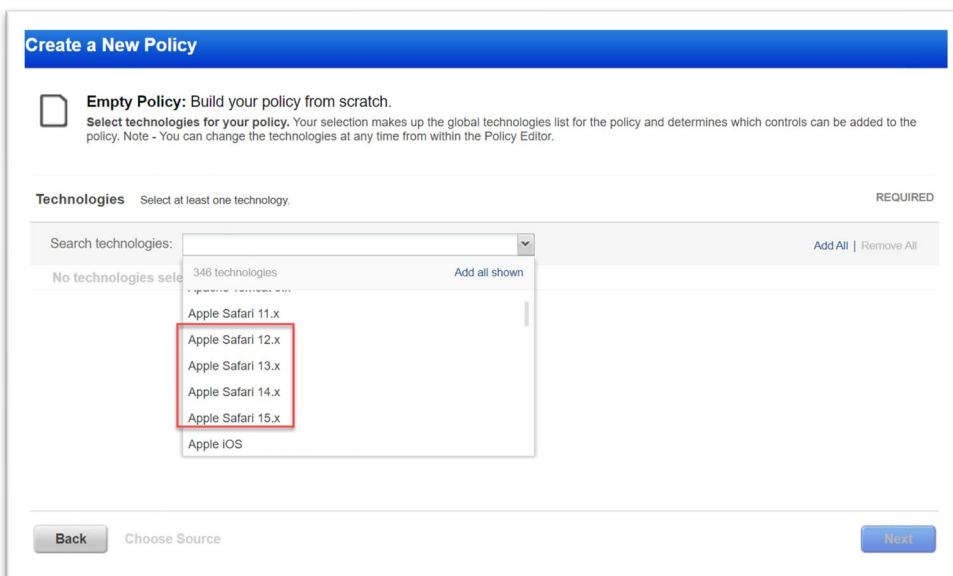 Create a New Policy
Empty Policy: Build your policy from scratch.
Select technologies for your policy. Your selection makes up the global technologies list for the policy and determines which controls can be added to the
policy. Note - You can change the technologies at any time from within the Policy Editor.
Technologies Select at least one technology. REQUIRED
Search technologies: Add All | Remove All
No technologies sele
346 technologies Add all shown
Apple Safari 11.x
Apple Safari 12.x
Apple Safari 13.x
Apple Safari 14.x
Apple Safari 15.x
Apple iOS
Back Choose Source Next